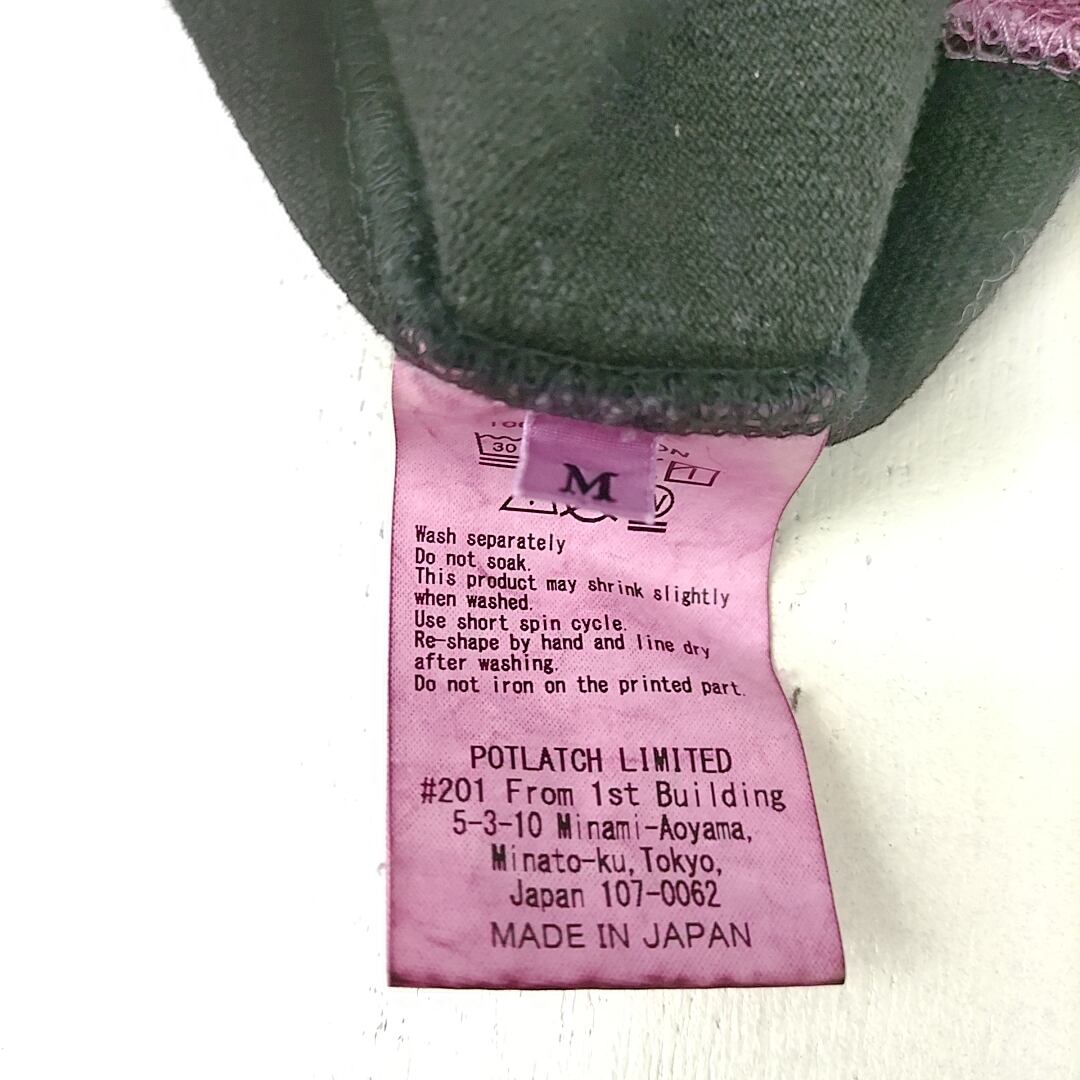 30
M
Wash separately
Do not soak.
This product may shrink slightly
when washed.
Use short spin cycle.
Re-shape by hand and line dry
after washing.
Do not iron on the printed part.
POTLATCH LIMITED
#201 From 1st Building
5-3-10 Minami-Aoyama,
Minato-ku, Tokyo,
Japan 107-0062
MADE IN JAPAN